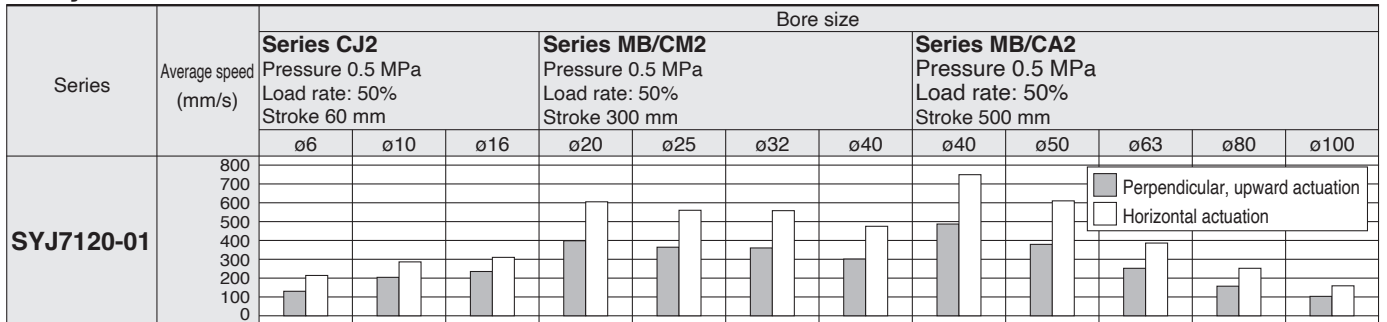 Bore size
Series
Average speed
(mm/s)
Series CJ2
Pressure 0.5 MPa
Load rate: 50%
Stroke 60 mm
Series MB/CM2
Pressure 0.5 MPa
Load rate: 50%
Stroke 300 mm
Series MB/CA2
Pressure 0.5 MPa
Load rate: 50%
Stroke 500 mm
ø6 ø10 ø16 ø20 ø25 ø32 ø40 ø40 ø50 ø63 ø80 ø100
SYJ7120-01
800
700
600
500
400
300
200
100
0
Perpendicular, upward actuation
Horizontal actuation